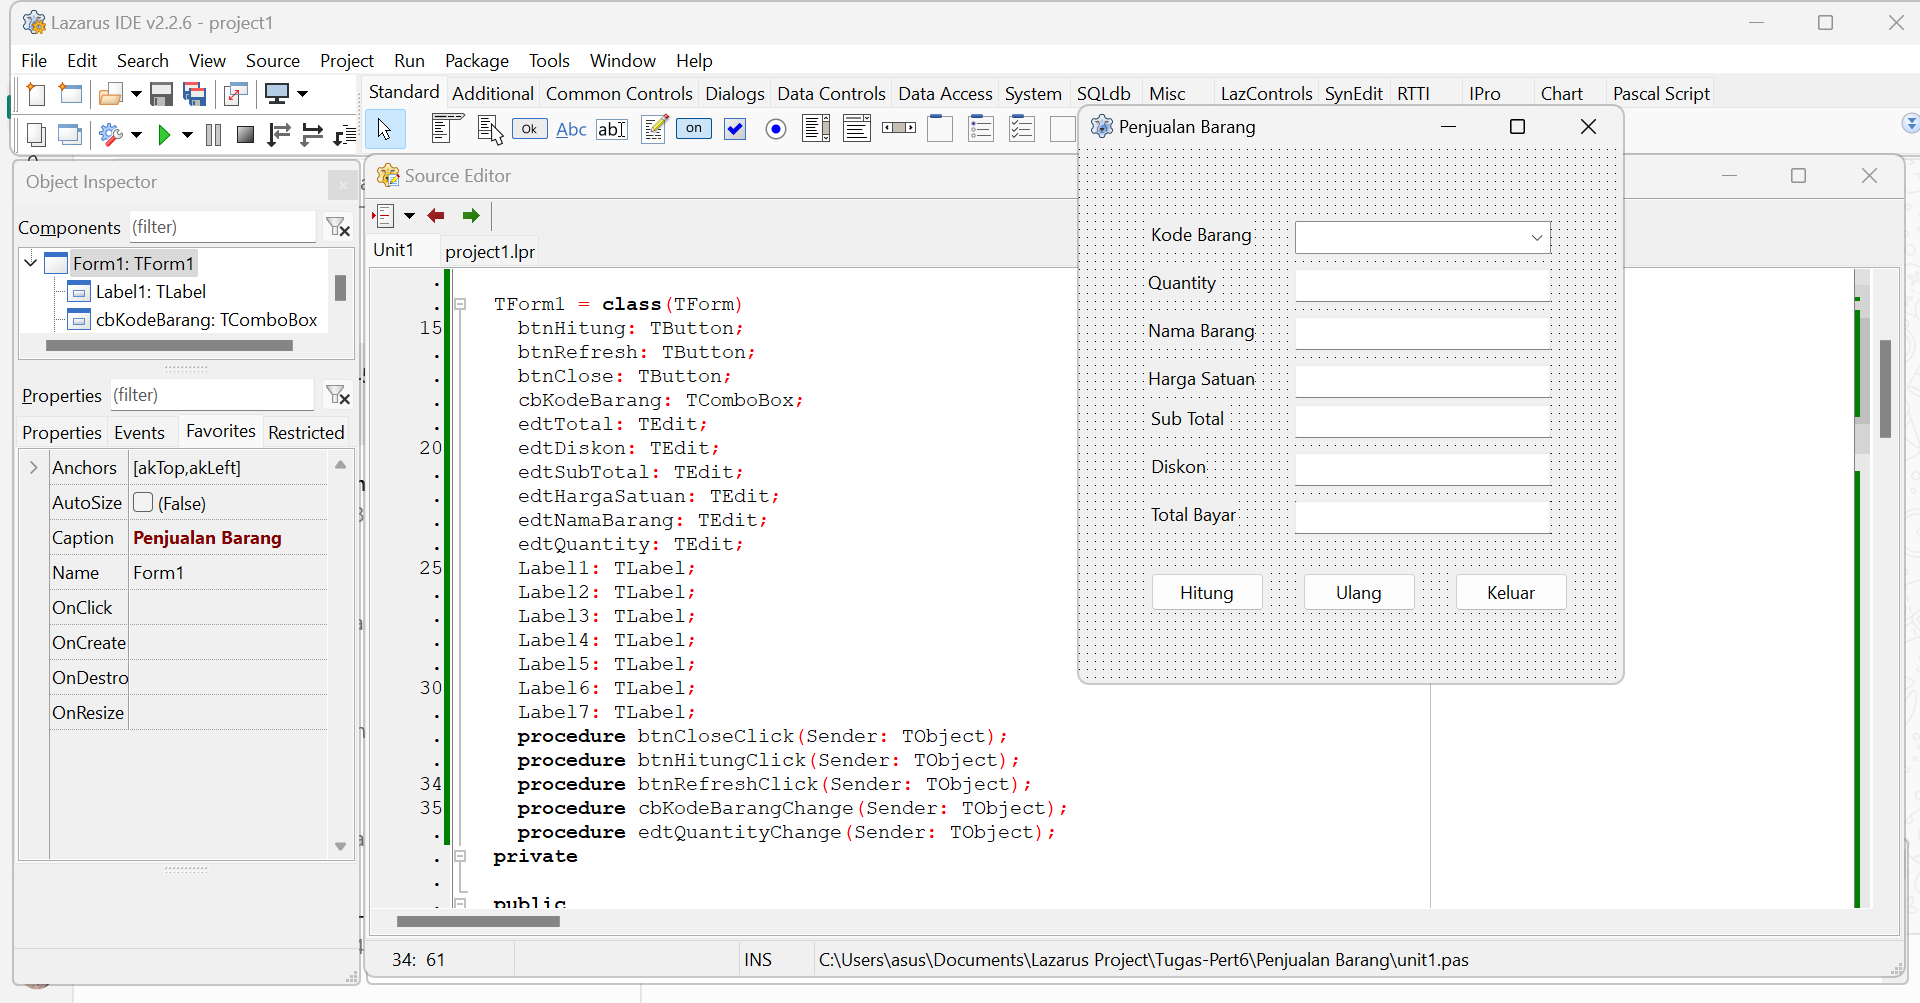 Lazarus IDE v2.2.6 - project1
File Edit Search View Source Project Run Package Tools Window Help
Standard Additional Common Controls Dialogs Data Controls Data Access System SQLdb Misc LazControls SynEdit RTTI IPro Chart Pascal Script
Ok Abc ab on
Object Inspector
Components (filter)
Form1: TForm1
Label1: TLabel
cbKodeBarang: TComboBox
Properties (filter)
Properties Events Favorites Restricted
Anchors [akTop,akLeft]
AutoSize (False)
Caption Penjualan Barang
Name Form1
OnClick
OnCreate
OnDestro
OnResize
Source Editor
Unit1 project1.lpr
TForm1 = class(TForm)
15 btnHitung: TButton;
btnRefresh: TButton;
btnClose: TButton;
cbKodeBarang: TComboBox;
edtTotal: TEdit;
20 edtDiskon: TEdit;
edtSubTotal: TEdit;
edtHargaSatuan: TEdit;
edtNamaBarang: TEdit;
edtQuantity: TEdit;
25 Label1: TLabel;
Label2: TLabel;
Label3: TLabel;
Label4: TLabel;
Label5: TLabel;
30 Label6: TLabel;
Label7: TLabel;
procedure btnCloseClick(Sender: TObject);
procedure btnHitungClick(Sender: TObject);
34 procedure btnRefreshClick(Sender: TObject);
35 procedure cbKodeBarangChange(Sender: TObject);
procedure edtQuantityChange(Sender: TObject);
private
public
34: 61 INS C:\Users\asus\Documents\Lazarus Project\Tugas-Pert6\Penjualan Barang\unit1.pas
Penjualan Barang
Kode Barang
Quantity
Nama Barang
Harga Satuan
Sub Total
Diskon
Total Bayar
Hitung Ulang Keluar